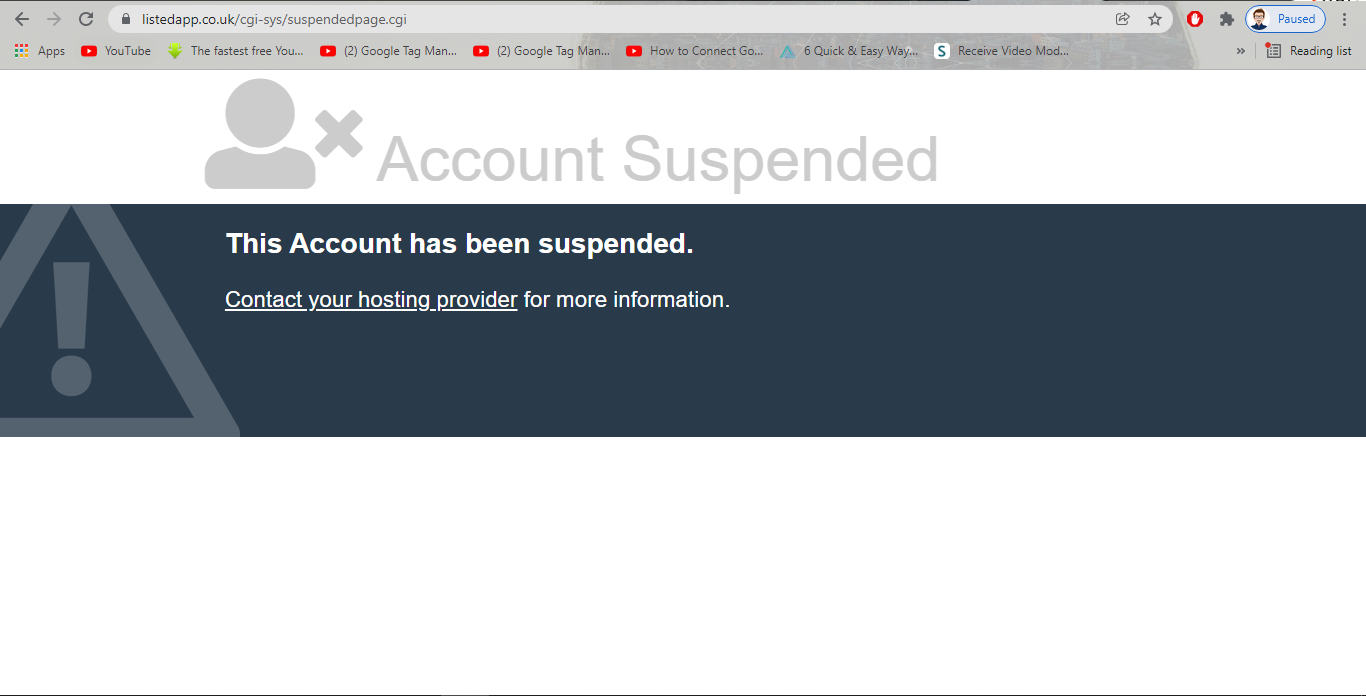 listedapp.co.uk/cgi-sys/suspendedpage.cgi
Paused
Apps
YouTube
The fastest free You...
(2) Google Tag Man...
(2) Google Tag Man...
How to Connect Go...
6 Quick & Easy Way...
S
Receive Video Mod...
»
Reading list
Account Suspended
This Account has been suspended.
Contact your hosting provider for more information.